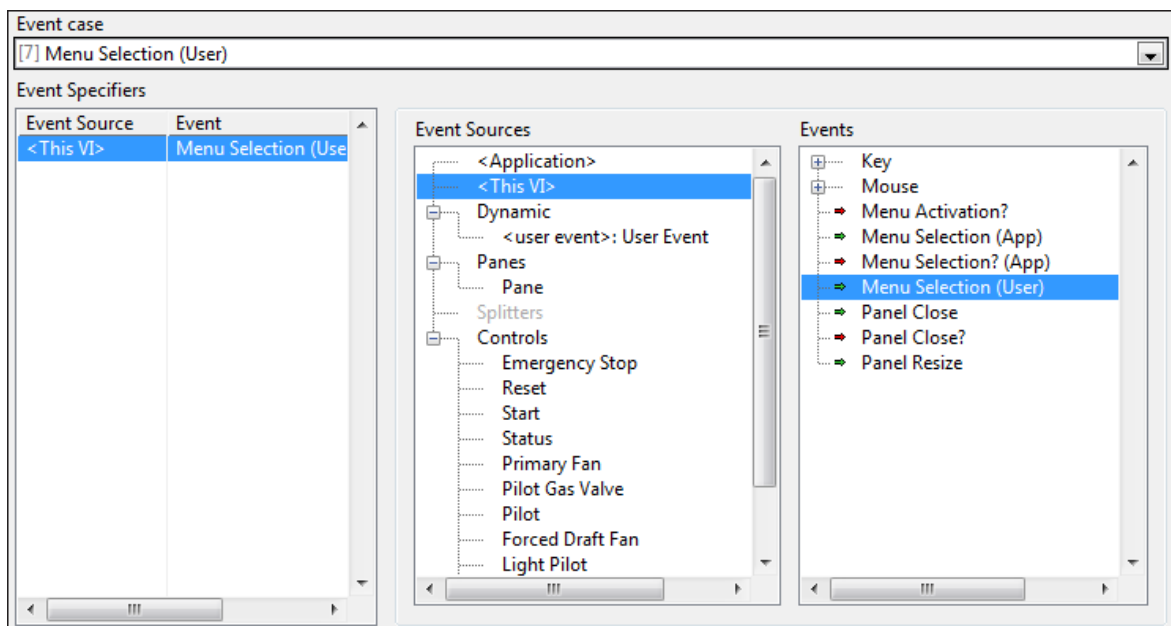 Event case
[7] Menu Selection (User)
Event Specifiers
Event Source Event
<This VI> Menu Selection (Use
Event Sources
<Application>
<This VI>
Dynamic
<user event>: User Event
Panes
Pane
Splitters
Controls
Emergency Stop
Reset
Start
Status
Primary Fan
Pilot Gas Valve
Pilot
Forced Draft Fan
Light Pilot
Events
Key
Mouse
Menu Activation?
Menu Selection (App)
Menu Selection? (App)
Menu Selection (User)
Panel Close
Panel Close?
Panel Resize